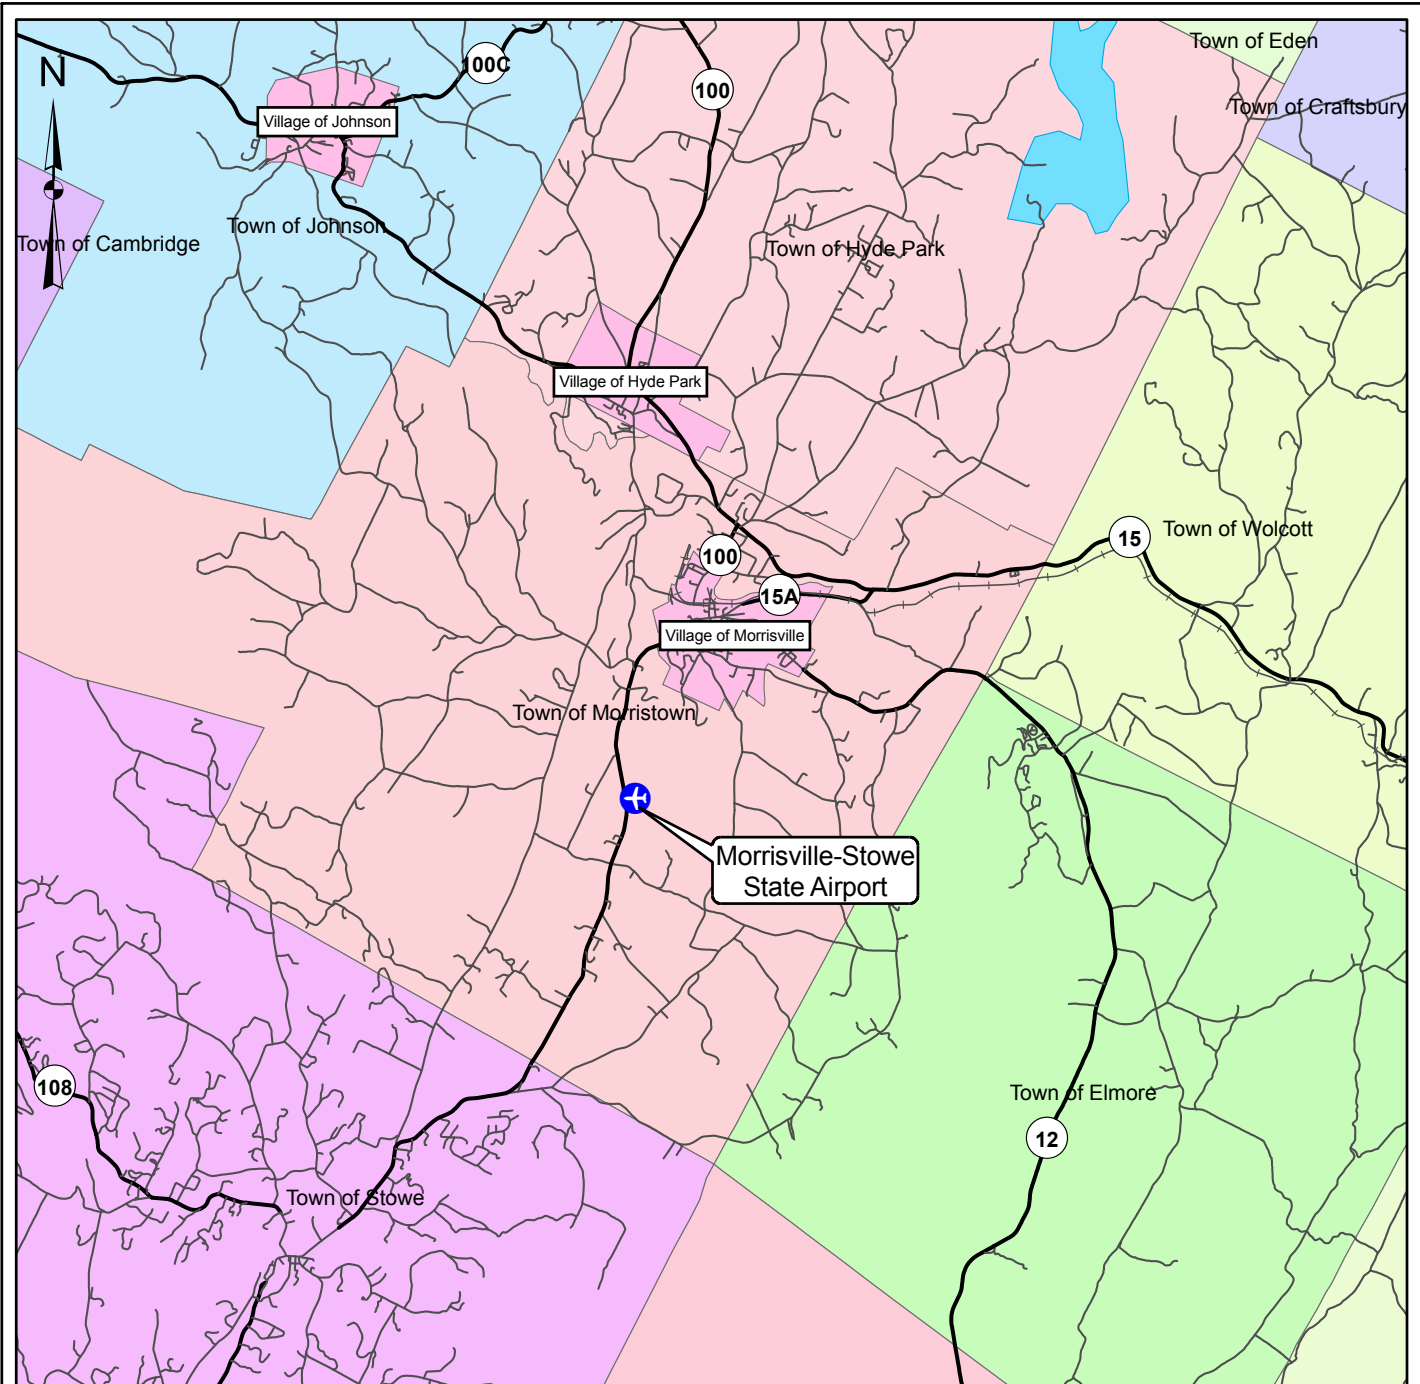 Town of Eden
N
100C
100
Town of Craftsbury
Village of Johnson
Town of Johnson
Town of Cambridge
Town of Hyde Park
Village of Hyde Park
15
Town of Wolcott
100
15A
Village of Morrisville
Town of Morristown
Morrisville-Stowe
State Airport
108
Town of Elmore
12
Town of Stowe